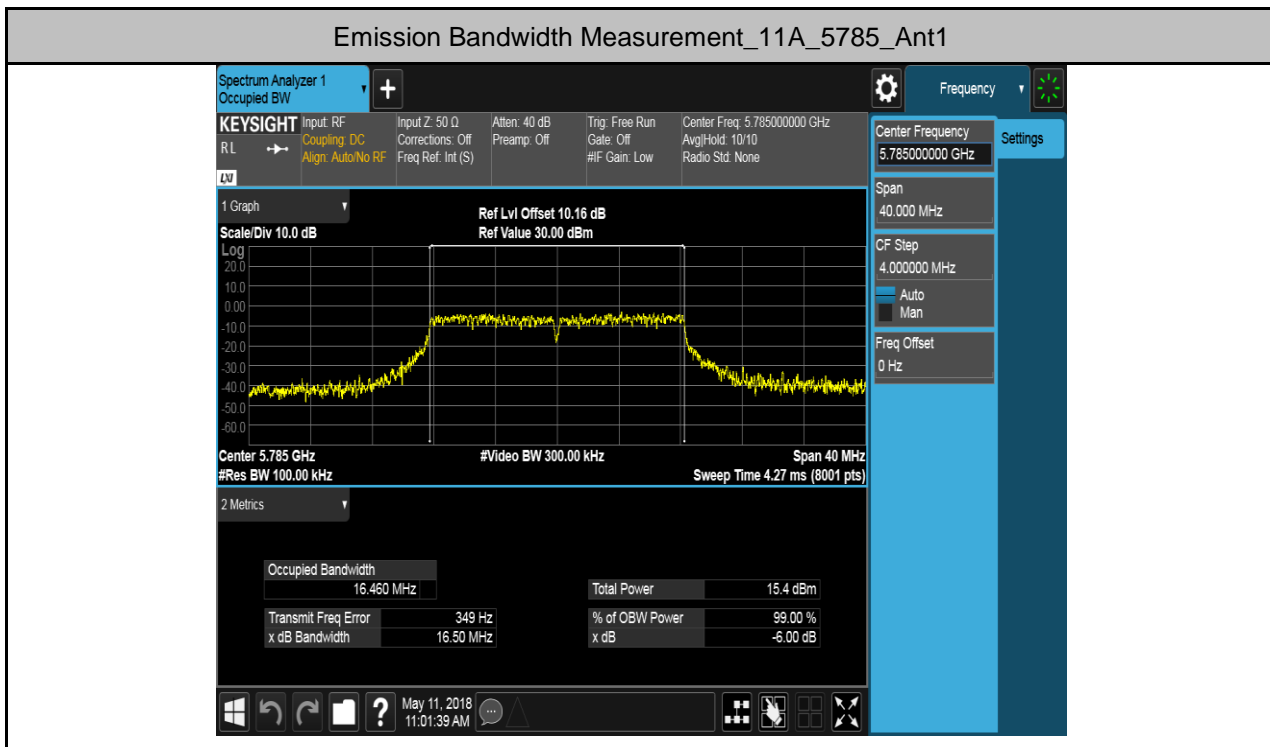 Emission Bandwidth Measurement_11A_5785_Ant1
Spectrum Analyzer 1
Occupied BW
Frequency
KEYSIGHT
R L
LXI
Input: RF
Coupling: DC
Align: Auto/No RF
Input Z: 50 Ω
Corrections: Off
Freq Ref: Int (S)
Atten: 40 dB
Preamp: Off
Trig: Free Run
Gate: Off
#IF Gain: Low
Center Freq: 5.785000000 GHz
Avg|Hold: 10/10
Radio Std: None
Center Frequency
5.785000000 GHz
Settings
Span
40.000 MHz
CF Step
4.000000 MHz
Auto
Man
Freq Offset
0 Hz
1 Graph
Scale/Div 10.0 dB
Ref Lvl Offset 10.16 dB
Ref Value 30.00 dBm
Log
20.0
10.0
0.00
-10.0
-20.0
-30.0
-40.0
-50.0
-60.0
Center 5.785 GHz
#Video BW 300.00 kHz
Span 40 MHz
#Res BW 100.00 kHz
Sweep Time 4.27 ms (8001 pts)
2 Metrics
Occupied Bandwidth
16.460 MHz
Total Power 15.4 dBm
Transmit Freq Error 349 Hz
% of OBW Power 99.00 %
x dB Bandwidth 16.50 MHz
x dB -6.00 dB
?
May 11, 2018
11:01:39 AM